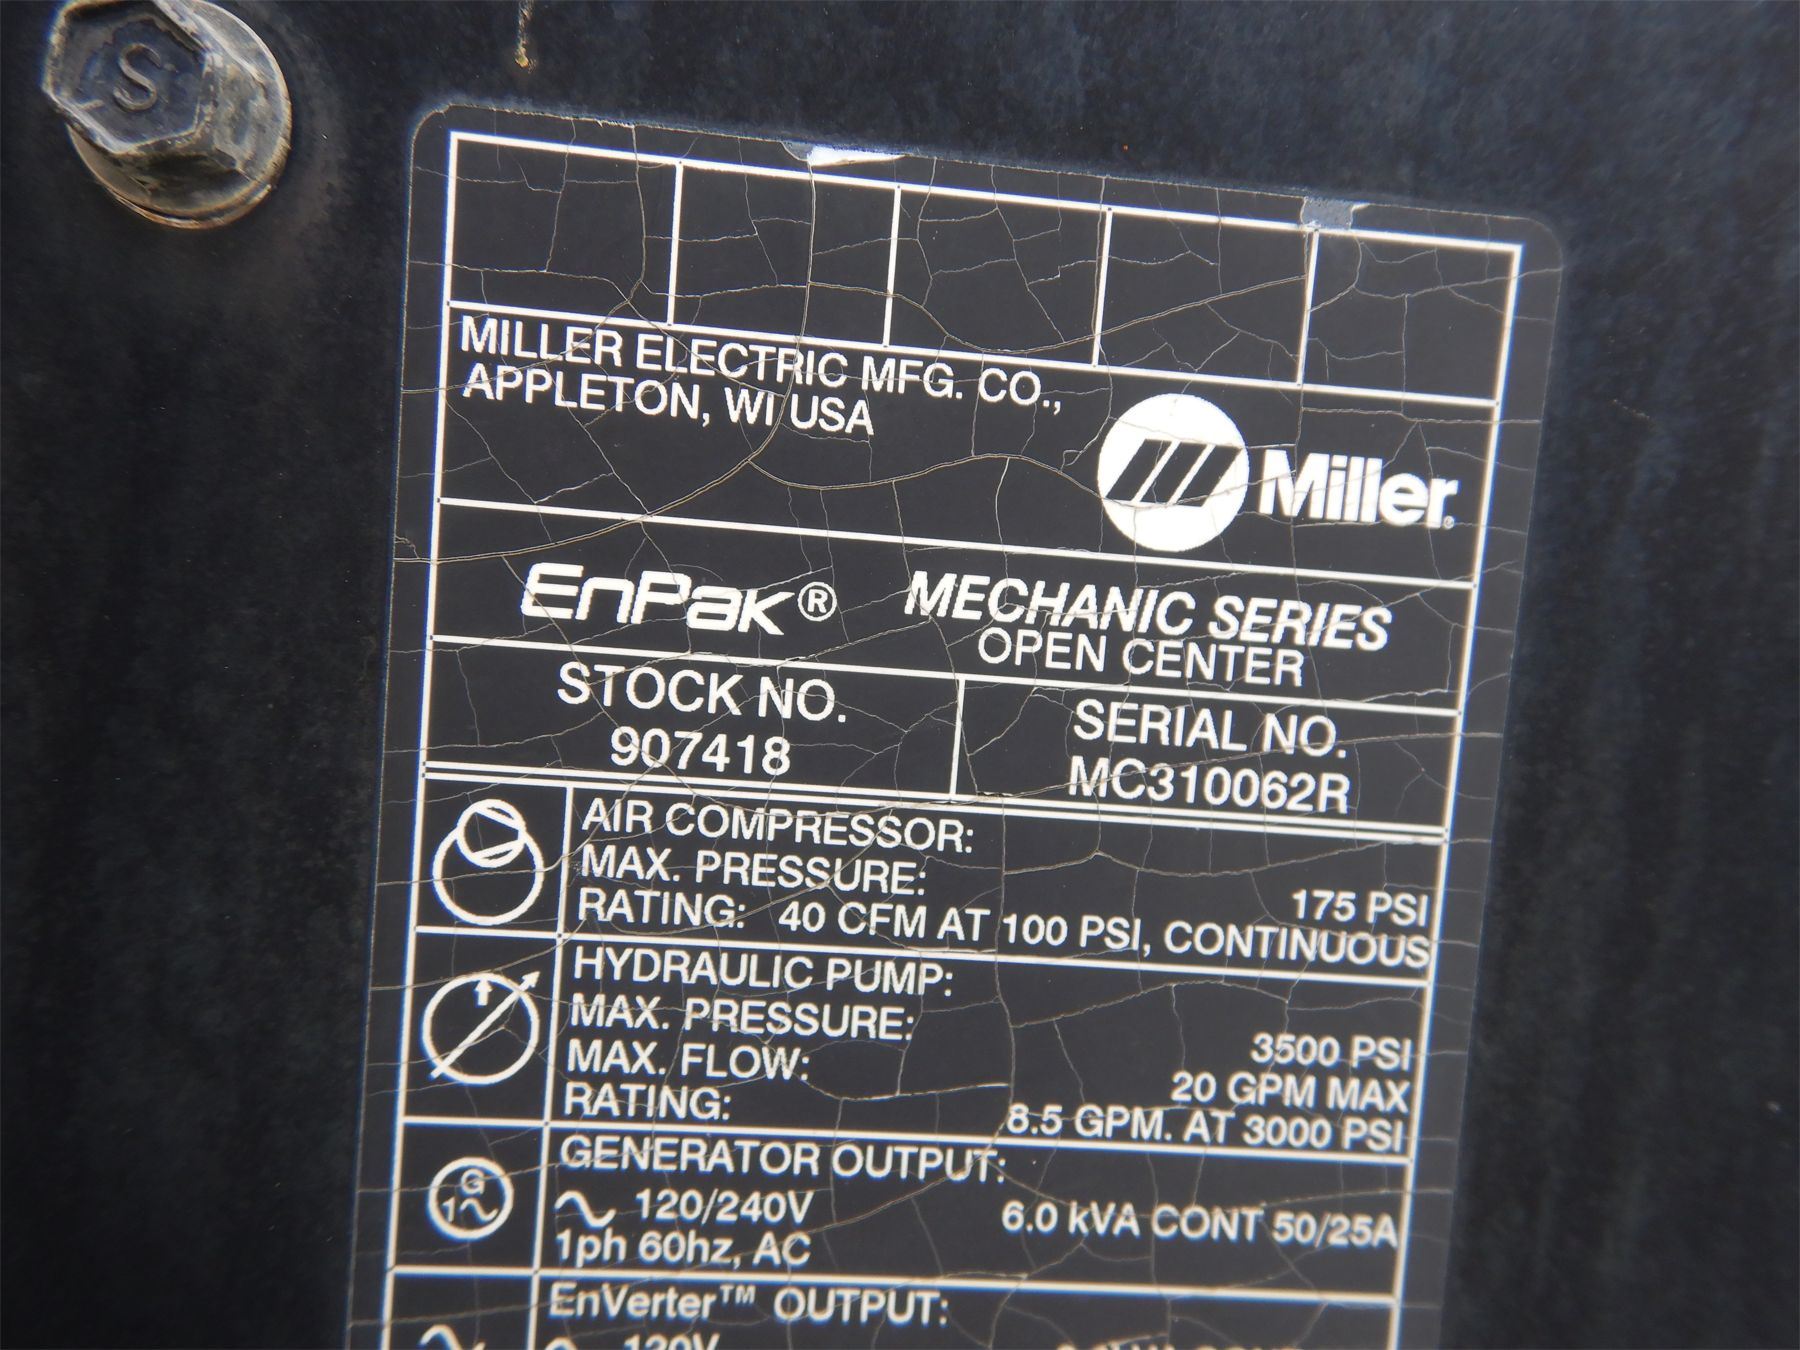 S
MILLER ELECTRIC MFG. CO.,
APPLETON, WI USA
Miller®
EnPak® MECHANIC SERIES
OPEN CENTER
STOCK NO.
907418
SERIAL NO.
MC310062R
AIR COMPRESSOR:
MAX. PRESSURE: 175 PSI
RATING: 40 CFM AT 100 PSI, CONTINUOUS
HYDRAULIC PUMP:
MAX. PRESSURE: 3500 PSI
MAX. FLOW: 20 GPM MAX
RATING: 8.5 GPM. AT 3000 PSI
G
1~
GENERATOR OUTPUT:
~ 120/240V 6.0 kVA CONT 50/25A
1ph 60hz, AC
EnVerter™ OUTPUT:
120V